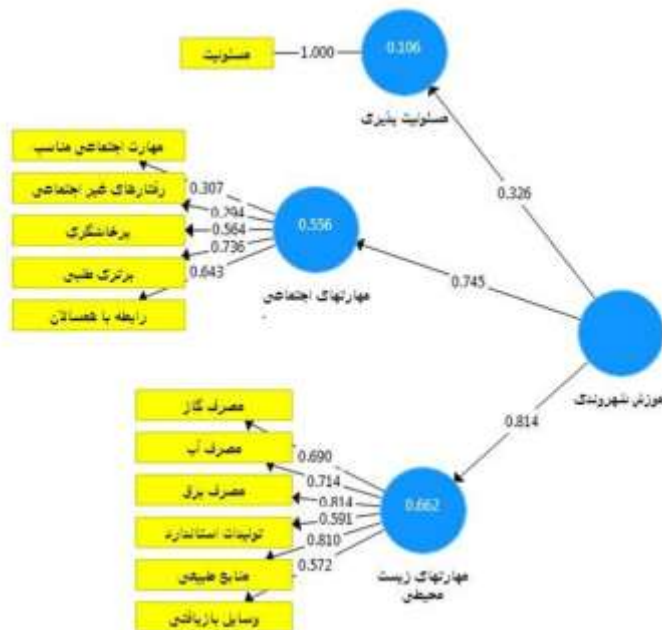 مسئولیت
1.000
0.106
مسئولیت پذیری
0.326
مهارت اجتماعی مناسب
رفتارهای غیر اجتماعی
پرخاشگری
برتری طلبی
رابطه با همسالان
0.307
0.294
0.564
0.736
0.643
0.556
مهارتهای اجتماعی
0.745
موزش شهروندی
0.814
مصرف گاز
مصرف آب
مصرف برق
تولیدات استاندارد
منابع طبیعی
وسایل بازیافتی
0.690
0.714
0.814
0.591
0.810
0.572
0.662
مهارتهای زیست
محیطی